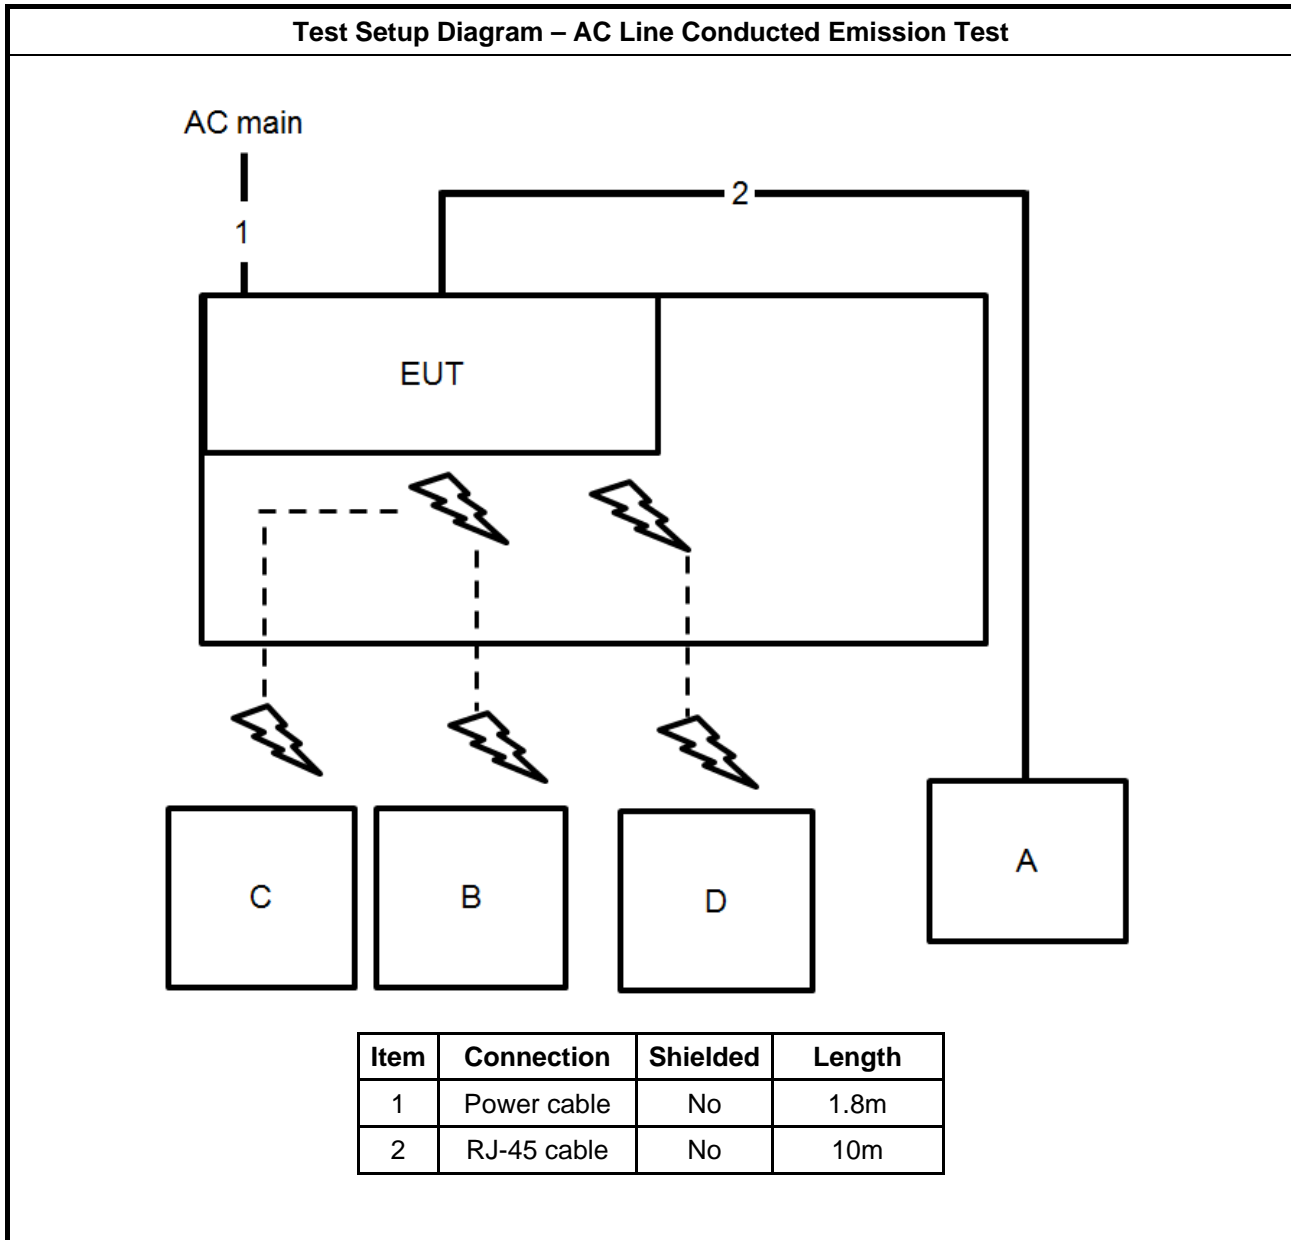 Test Setup Diagram – AC Line Conducted Emission Test
AC main
1
2
EUT
C
B
D
A
Item Connection Shielded Length
1 Power cable No 1.8m
2 RJ-45 cable No 10m